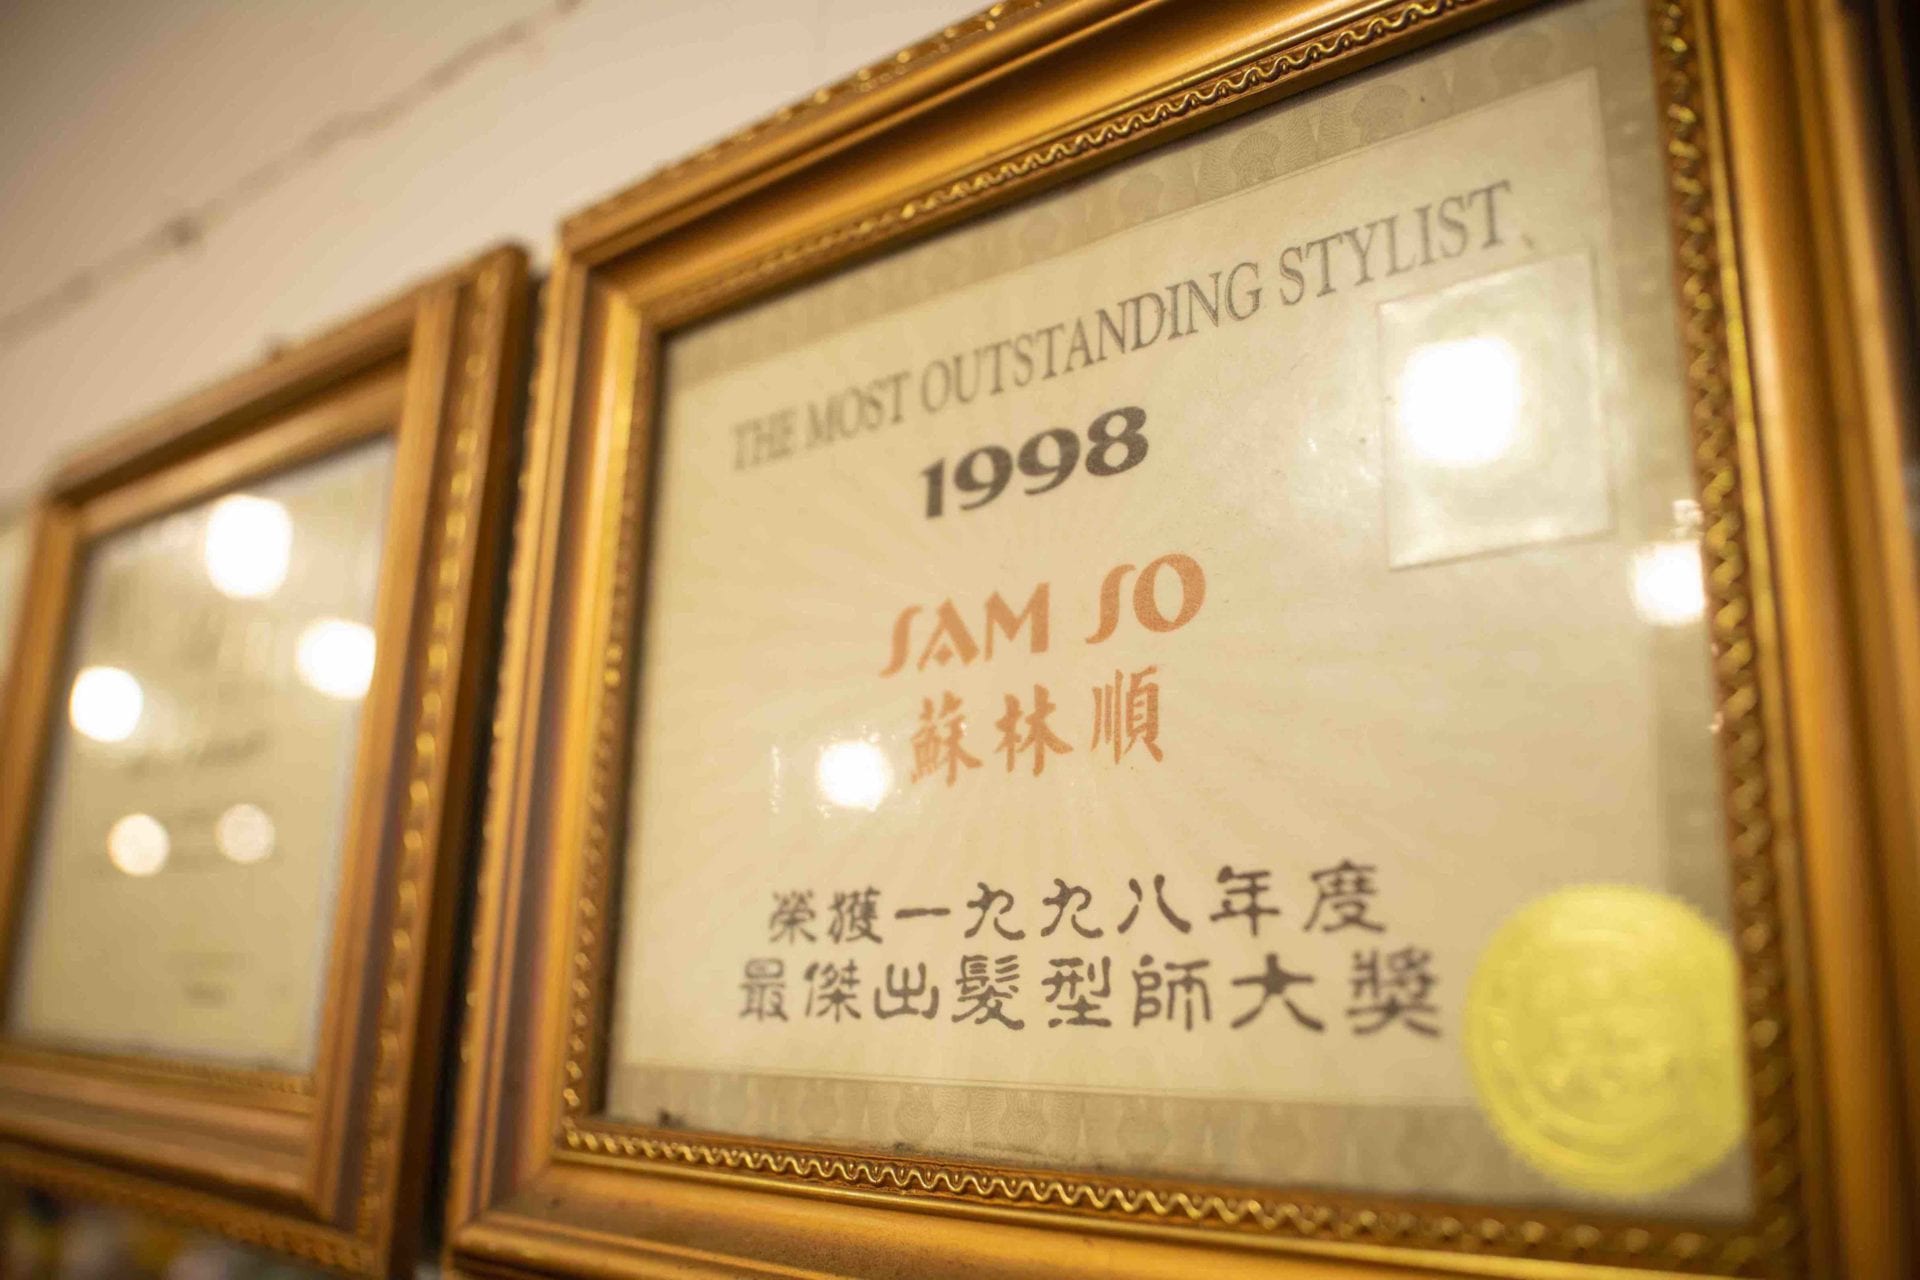 THE MOST OUTSTANDING STYLIST
1998
SAM SO
蘇林順
榮獲一九九八年度
最傑出髮型師大獎